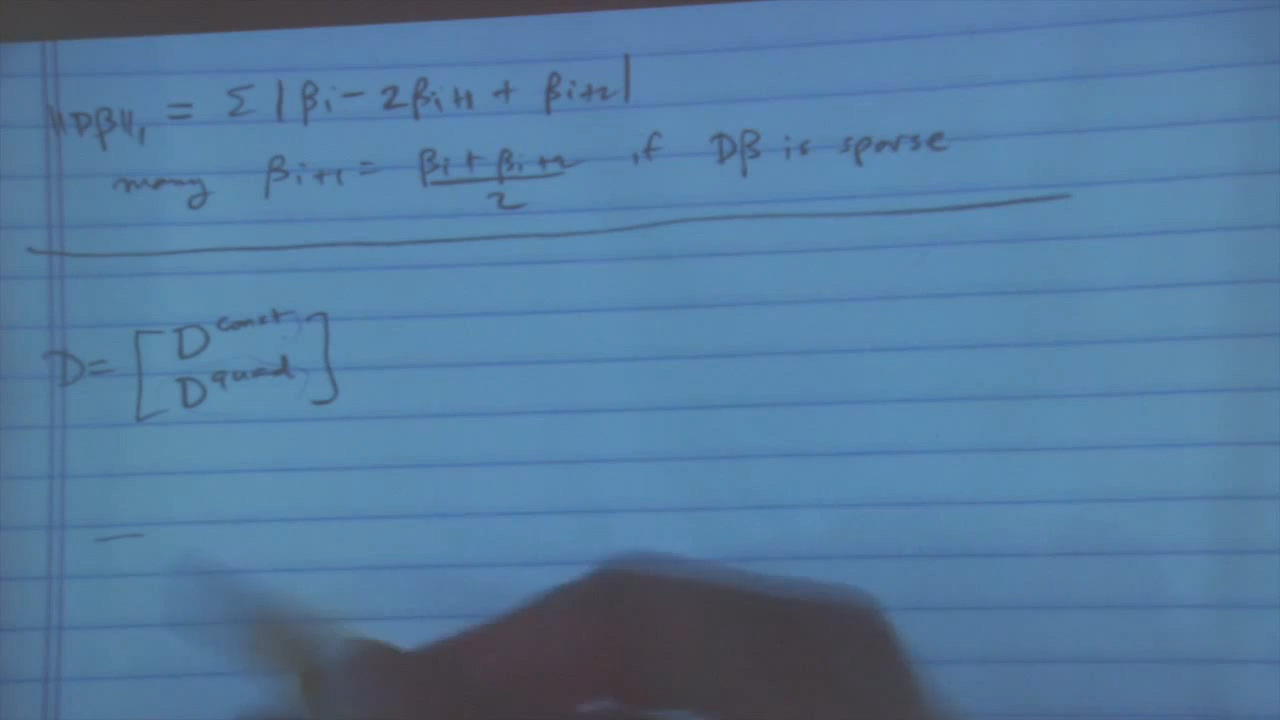 ||Dβ||₁ = Σ |βᵢ - 2βᵢ₊₁ + βᵢ₊₂|
many βᵢ₊₁ = (βᵢ + βᵢ₊₂)/2 if Dβ is sparse
D = [D^const
D^quad]